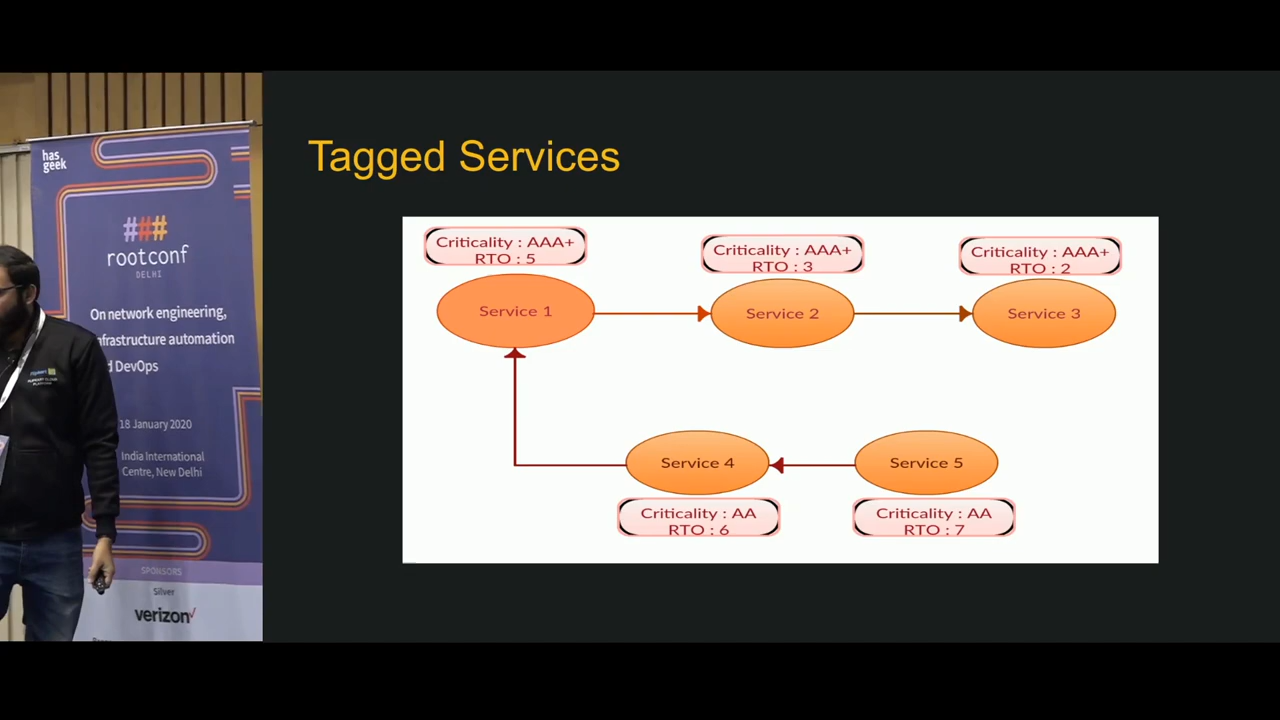 has
geek
###
rootconf
DELHI
On network engineering,
nfrastructure automation
d DevOps
18 January 2020
India International
Centre, New Delhi
SPONSORS
Silver
verizon✓
Tagged Services
Criticality : AAA+
RTO : 5
Criticality : AAA+
RTO : 3
Criticality : AAA+
RTO : 2
Service 1
Service 2
Service 3
Service 4
Service 5
Criticality : AA
RTO : 6
Criticality : AA
RTO : 7